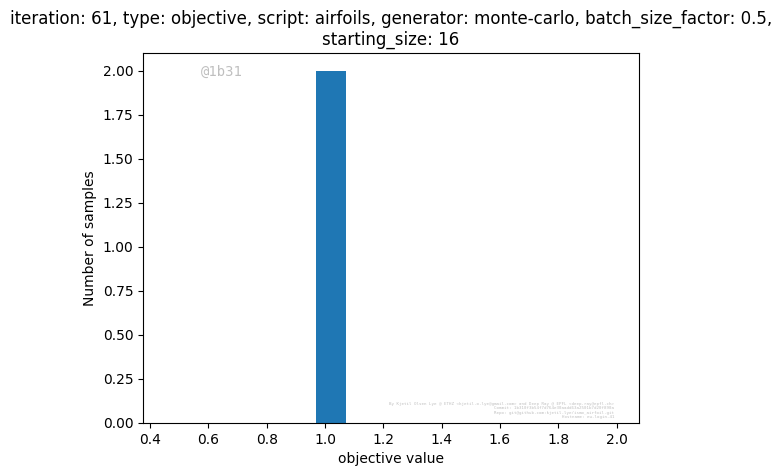 iteration: 61, type: objective, script: airfoils, generator: monte-carlo, batch_size_factor: 0.5,
starting_size: 16
@1b31
2.00
1.75
1.50
1.25
1.00
0.75
0.50
0.25
0.00
Number of samples
0.4 0.6 0.8 1.0 1.2 1.4 1.6 1.8 2.0
objective value